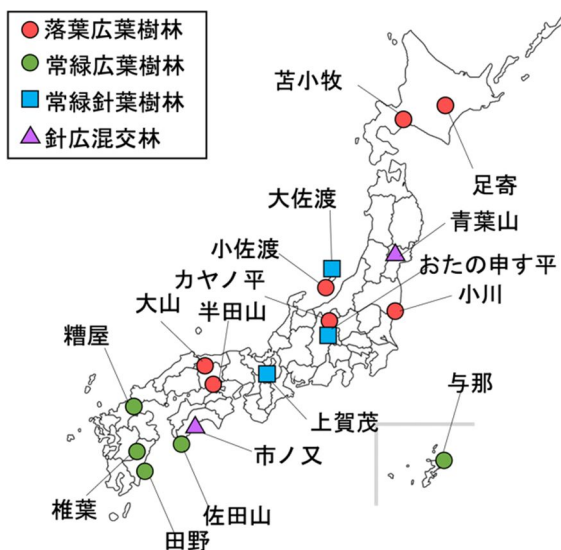 落葉広葉樹林
常緑広葉樹林
常緑針葉樹林
針広混交林
苫小牧
足寄
大佐渡
青葉山
小佐渡
おたの申す平
カヤノ平
小川
大山
半田山
糟屋
与那
上賀茂
市ノ又
椎葉
佐田山
田野